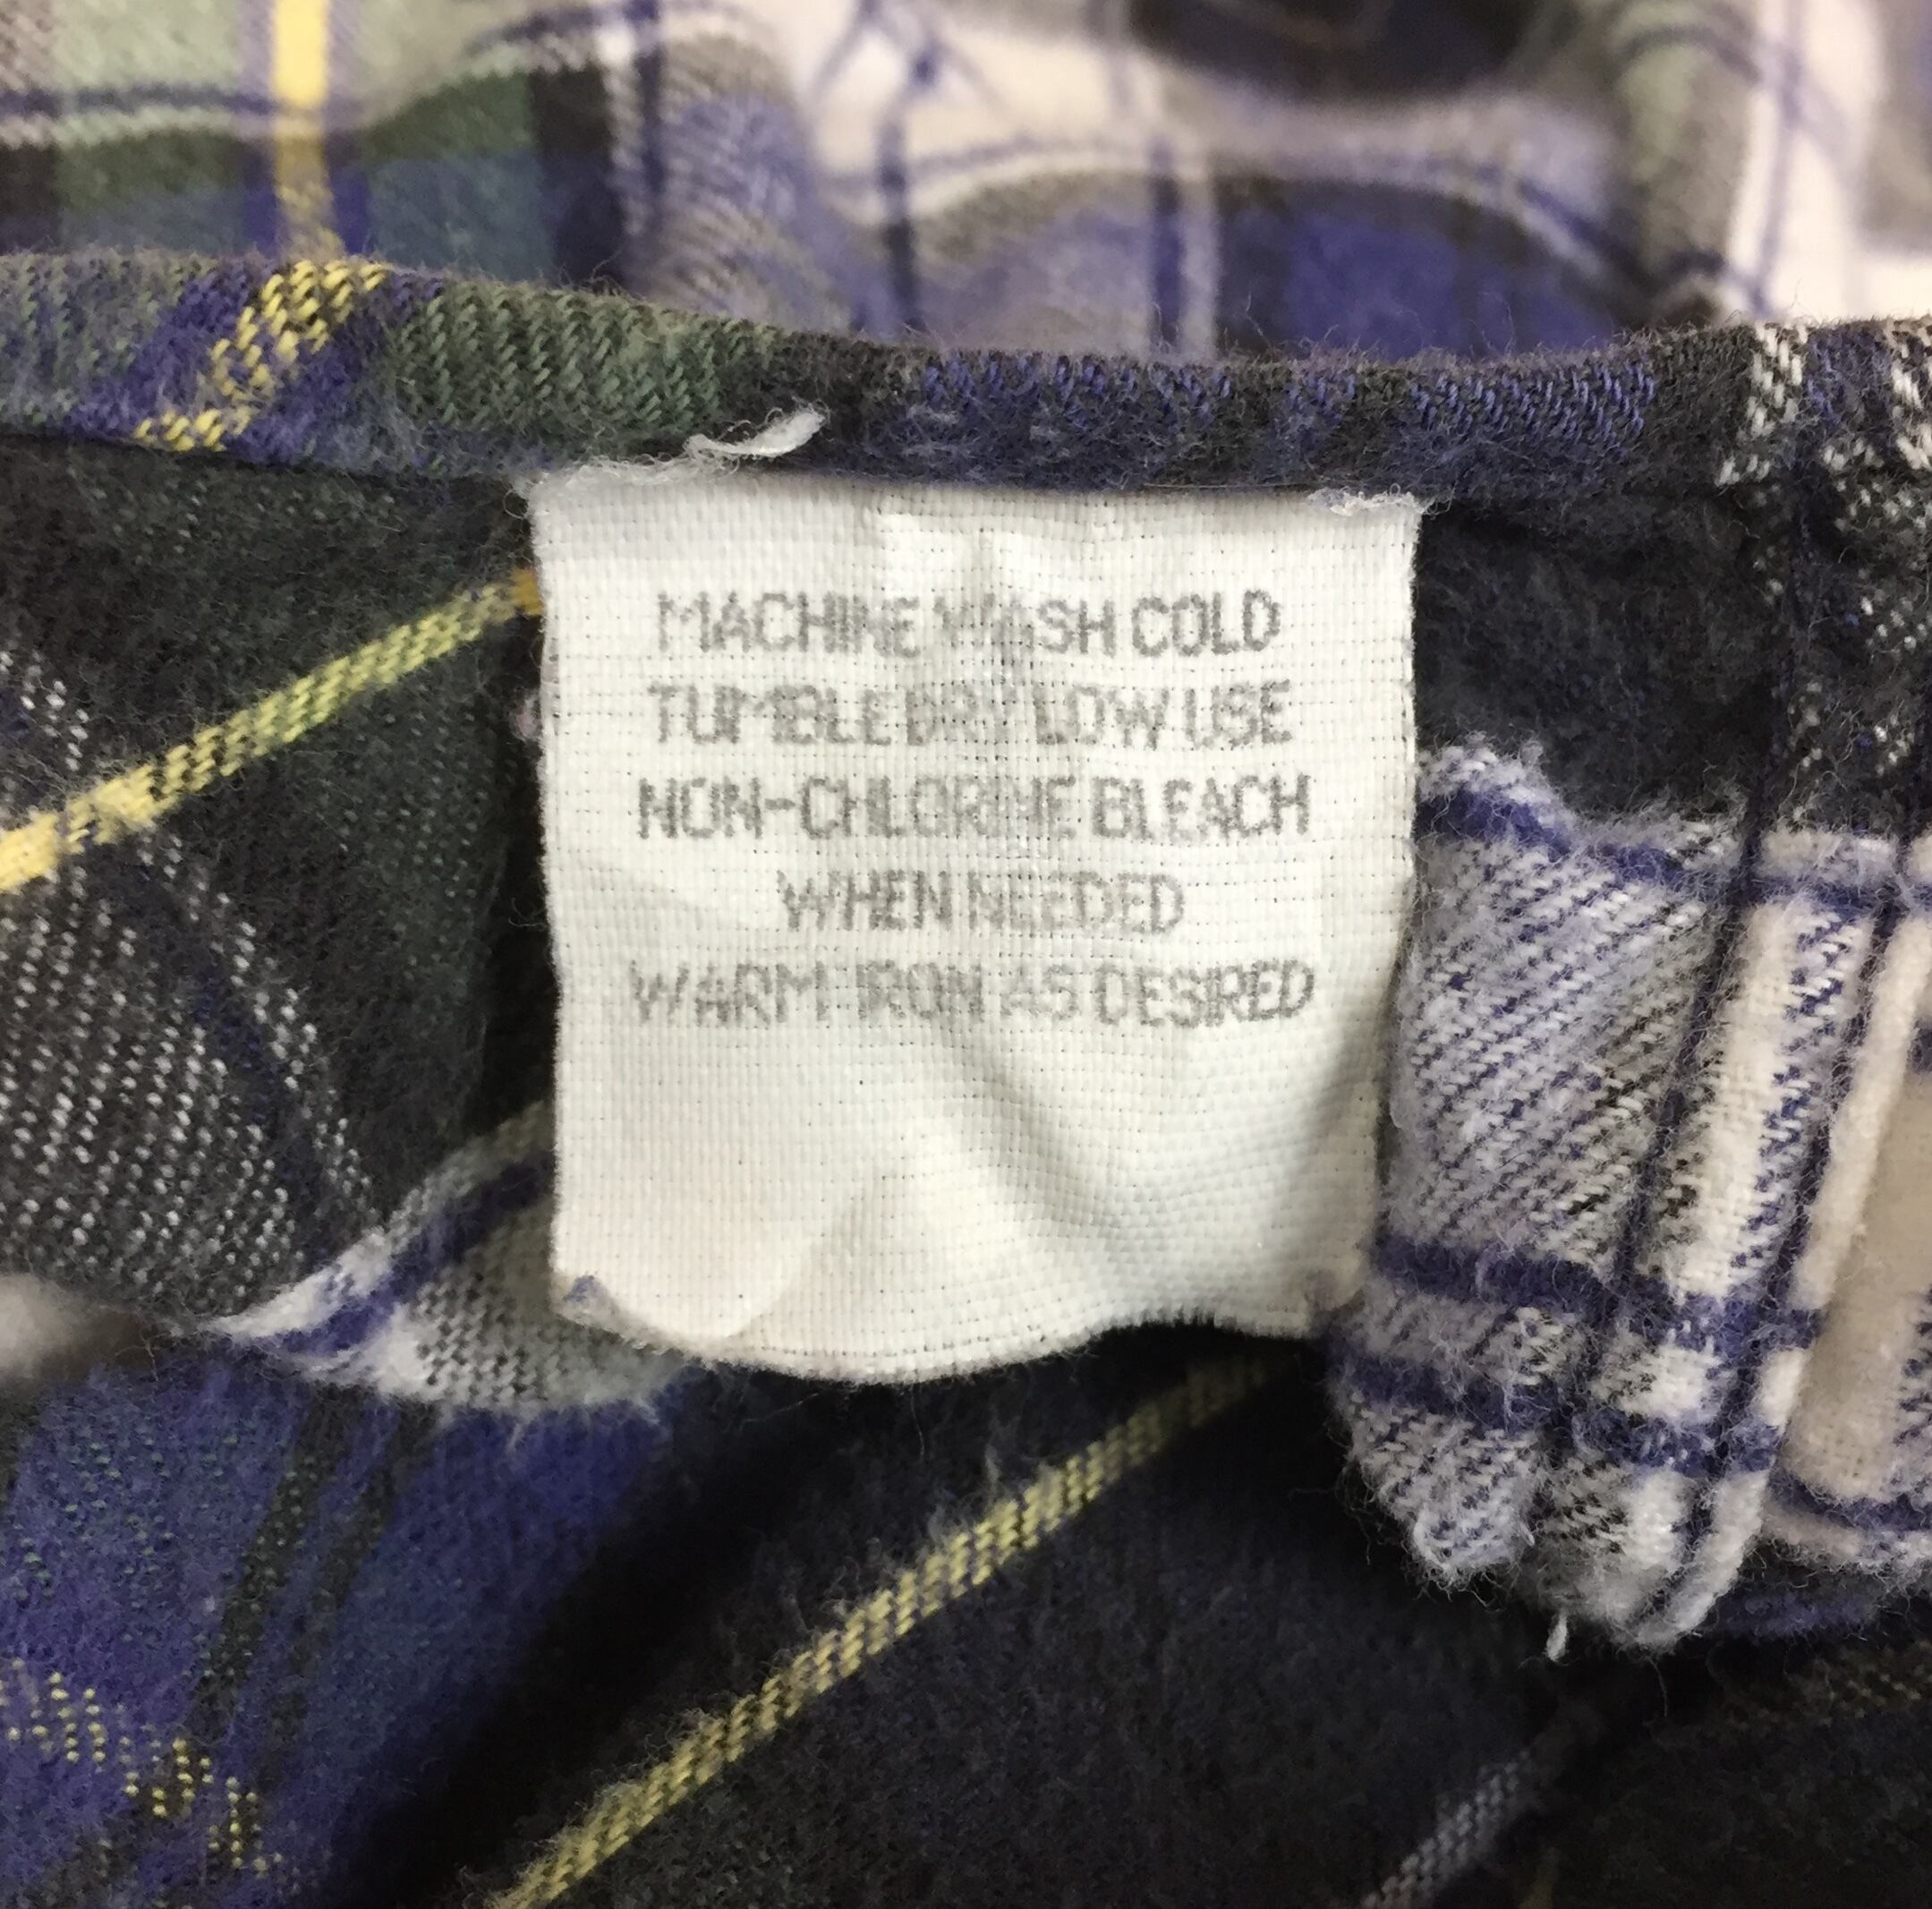 MACHINE WASH COLD
TUMBLE DRY LOW USE
NON-CHLORINE BLEACH
WHEN NEEDED
WARM IRON AS DESIRED